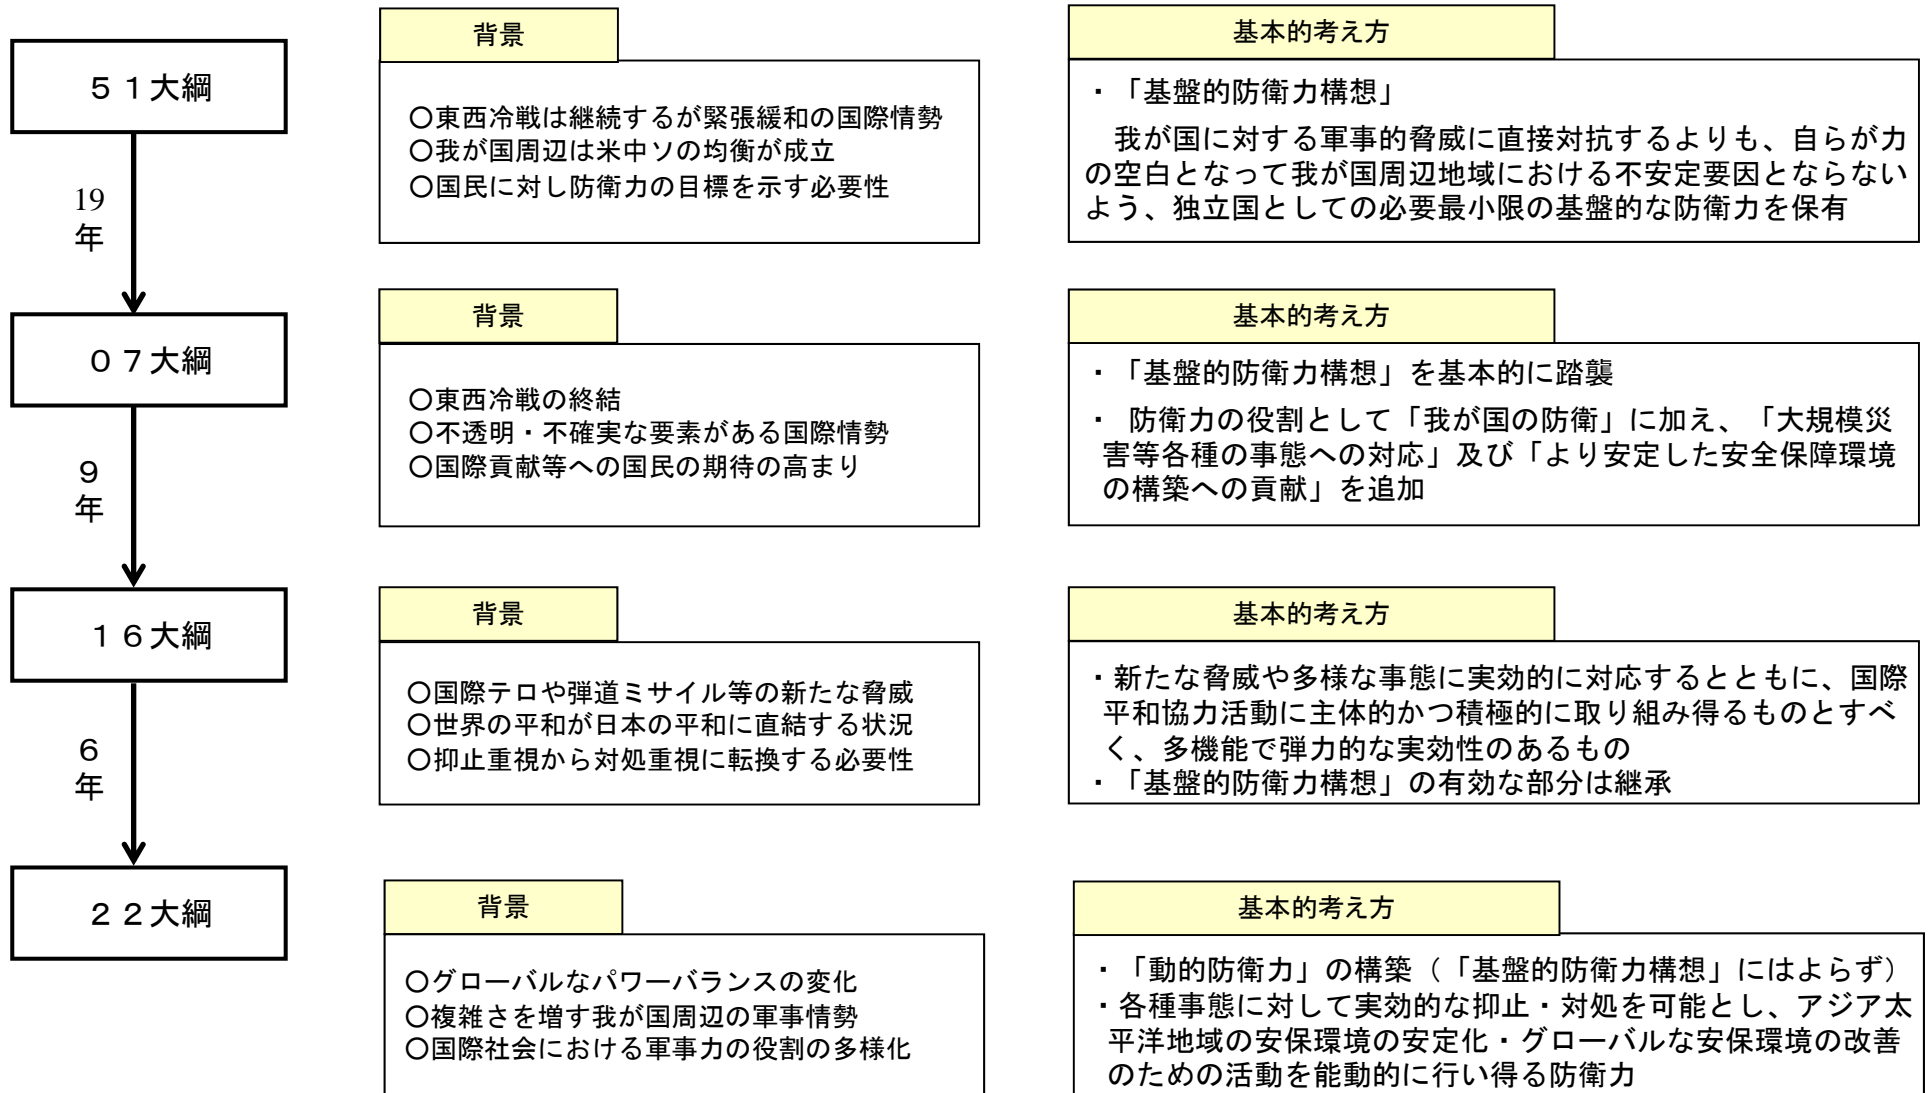 ５１大綱
背景
○東西冷戦は継続するが緊張緩和の国際情勢
○我が国周辺は米中ソの均衡が成立
○国民に対し防衛力の目標を示す必要性
基本的考え方
・「基盤的防衛力構想」
我が国に対する軍事的脅威に直接対抗するよりも、自らが力
の空白となって我が国周辺地域における不安定要因とならない
よう、独立国としての必要最小限の基盤的な防衛力を保有
19
年
０７大綱
背景
○東西冷戦の終結
○不透明・不確実な要素がある国際情勢
○国際貢献等への国民の期待の高まり
基本的考え方
・「基盤的防衛力構想」を基本的に踏襲
・ 防衛力の役割として「我が国の防衛」に加え、「大規模災
害等各種の事態への対応」及び「より安定した安全保障環境
の構築への貢献」を追加
９
年
１６大綱
背景
○国際テロや弾道ミサイル等の新たな脅威
○世界の平和が日本の平和に直結する状況
○抑止重視から対処重視に転換する必要性
基本的考え方
・新たな脅威や多様な事態に実効的に対応するとともに、国際
平和協力活動に主体的かつ積極的に取り組み得るものとすべ
く、多機能で弾力的な実効性のあるもの
・「基盤的防衛力構想」の有効な部分は継承
６
年
２２大綱
背景
○グローバルなパワーバランスの変化
○複雑さを増す我が国周辺の軍事情勢
○国際社会における軍事力の役割の多様化
基本的考え方
・「動的防衛力」の構築（「基盤的防衛力構想」にはよらず）
・各種事態に対して実効的な抑止・対処を可能とし、アジア太
平洋地域の安保環境の安定化・グローバルな安保環境の改善
のための活動を能動的に行い得る防衛力